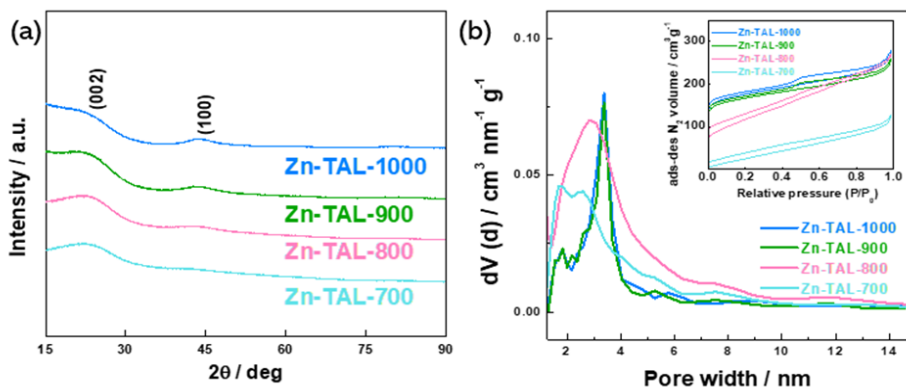 (a)
(002)
(100)
Zn-TAL-1000
Zn-TAL-900
Zn-TAL-800
Zn-TAL-700
Intensity / a.u.
15 30 45 60 75 90
2θ / deg
(b)
0.10
0.05
0.00
dV (d) / cm³ nm⁻¹ g⁻¹
2 4 6 8 10 12 14
Pore width / nm
Zn-TAL-1000
Zn-TAL-900
Zn-TAL-800
Zn-TAL-700
300
200
100
ads-des N₂ volume / cm³g⁻¹
Zn-TAL-1000
Zn-TAL-900
Zn-TAL-800
Zn-TAL-700
0.0 0.2 0.4 0.6 0.8 1.0
Relative pressure (P/P₀)